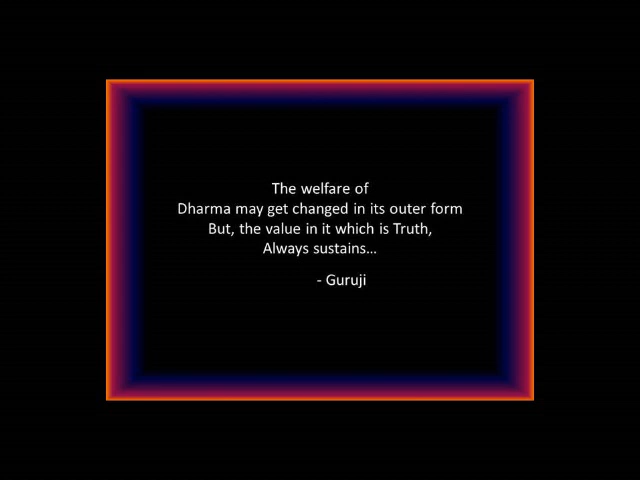 The welfare of
Dharma may get changed in its outer form
But, the value in it which is Truth,
Always sustains...
- Guruji